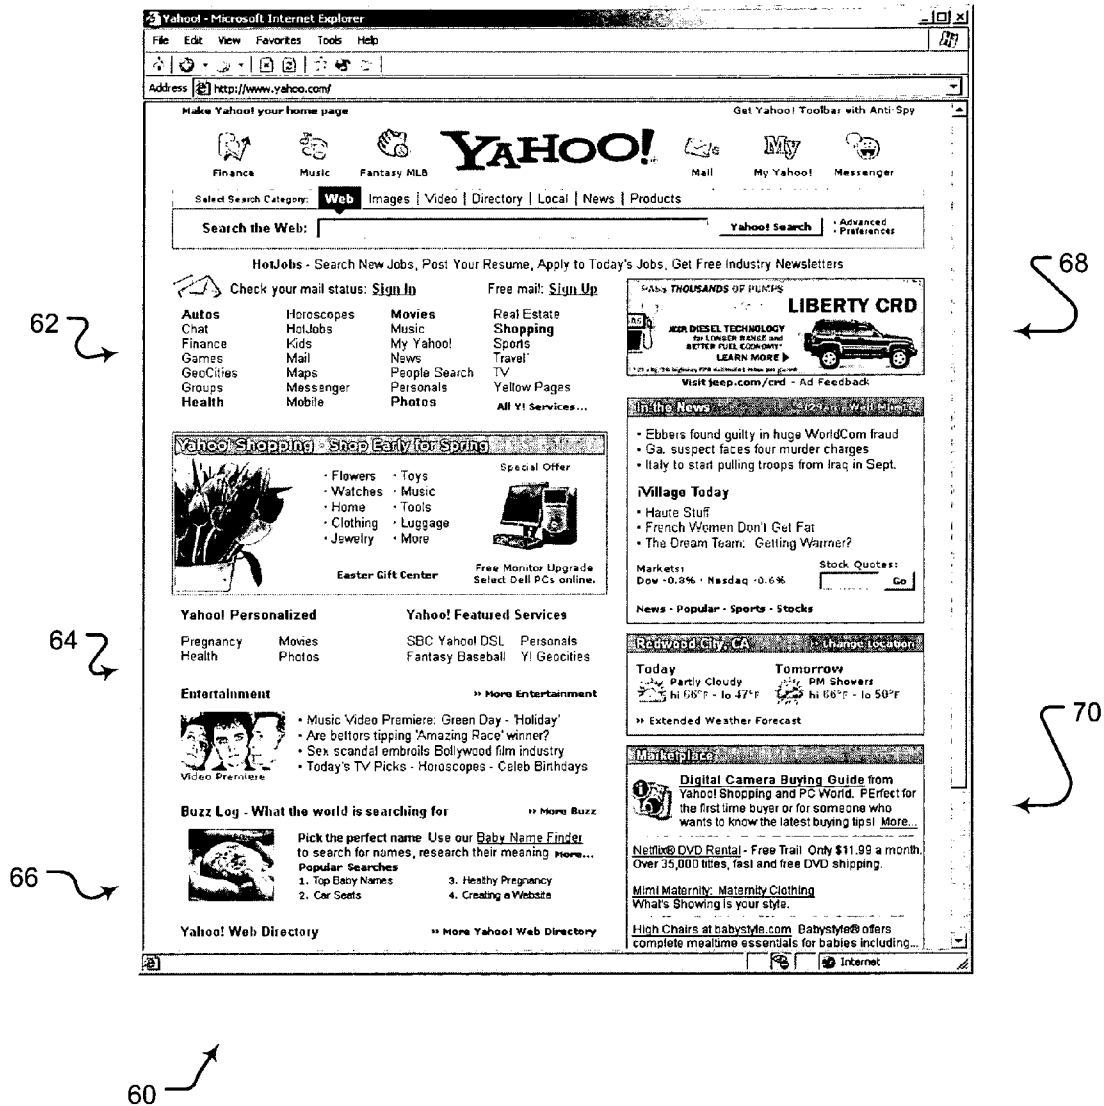 Yahoo! - Microsoft Internet Explorer
File Edit View Favorites Tools Help
Address http://www.yahoo.com/
Make Yahoo! your home page
Get Yahoo! Toolbar with Anti-Spy
Finance Music Fantasy MLB YAHOO! Mail My Yahoo! Messenger
Select Search Category: Web Images | Video | Directory | Local | News | Products
Search the Web: Yahoo! Search · Advanced
· Preferences
HotJobs - Search New Jobs, Post Your Resume, Apply to Today's Jobs, Get Free Industry Newsletters
68
Check your mail status: Sign In Free mail: Sign Up
62
Autos Horoscopes Movies Real Estate
Chat HotJobs Music Shopping
Finance Kids My Yahoo! Sports
Games Mail News Travel
GeoCities Maps People Search TV
Groups Messenger Personals Yellow Pages
Health Mobile Photos All Y! Services...
PASS THOUSANDS OF PUMPS
LIBERTY CRD
JEEP DIESEL TECHNOLOGY
for LONGER RANGE and
BETTER FUEL ECONOMY*
LEARN MORE
Visit jeep.com/crd - Ad Feedback
Yahoo! Shopping - Shop Early for Spring
· Flowers · Toys
· Watches · Music
· Home · Tools
· Clothing · Luggage
· Jewelry · More
Easter Gift Center
Special Offer
Free Monitor Upgrade
Select Dell PCs online.
In the News
· Ebbers found guilty in huge WorldCom fraud
· Ga. suspect faces four murder charges
· Italy to start pulling troops from Iraq in Sept.
iVillage Today
· Haute Stuff
· French Women Don't Get Fat
· The Dream Team: Getting Warmer?
Markets:
Dow -0.8% · Nasdaq -0.6%
Stock Quotes:
Go
News - Popular - Sports - Stocks
64
Yahoo! Personalized
Pregnancy Movies
Health Photos
Yahoo! Featured Services
SBC Yahoo! DSL Personals
Fantasy Baseball Y! Geocities
Redwood City, CA » Change Location
Today Tomorrow
Partly Cloudy PM Showers
hi 66°F - lo 47°F hi 66°F - lo 50°F
» Extended Weather Forecast
Entertainment » More Entertainment
· Music Video Premiere: Green Day - 'Holiday'
· Are bettors tipping 'Amazing Race' winner?
· Sex scandal embroils Bollywood film industry
· Today's TV Picks - Horoscopes - Celeb Birthdays
Video Premiere
70
Marketplace
Digital Camera Buying Guide from
Yahoo! Shopping and PC World. PErfect for
the first time buyer or for someone who
wants to know the latest buying tips! More...
Netflix® DVD Rental - Free Trail Only $11.99 a month.
Over 35,000 titles, fast and free DVD shipping.
Mimi Maternity: Maternity Clothing
What's Showing is your style.
High Chairs at babystyle.com Babystyle® offers
complete mealtime essentials for babies including...
Buzz Log - What the world is searching for » More Buzz
66
Pick the perfect name Use our Baby Name Finder
to search for names, research their meaning More...
Popular Searches
1. Top Baby Names 3. Healthy Pregnancy
2. Car Seats 4. Creating a Website
Yahoo! Web Directory » More Yahoo! Web Directory
Internet
60